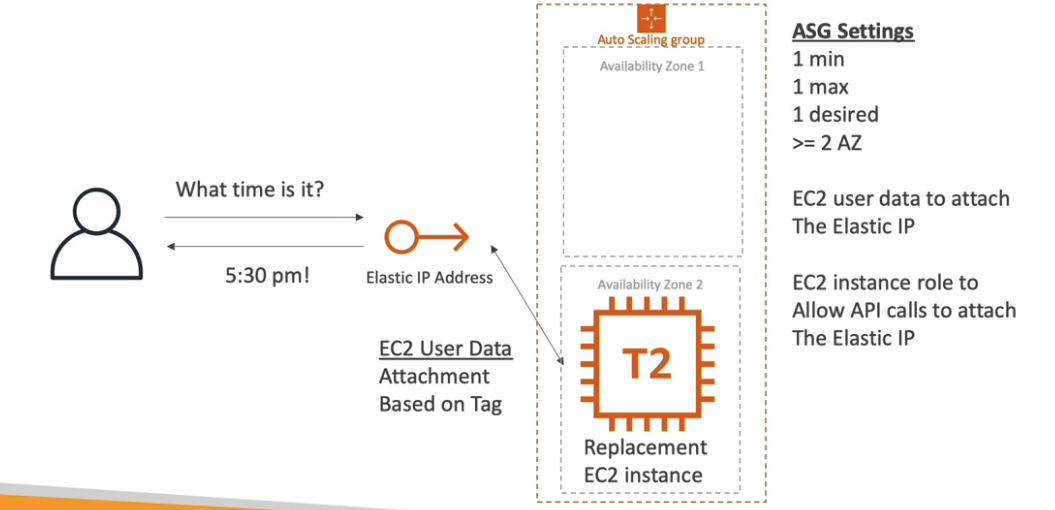 What time is it?
5:30 pm!
Elastic IP Address
EC2 User Data
Attachment
Based on Tag
Auto Scaling group
Availability Zone 1
Availability Zone 2
T2
Replacement
EC2 instance
ASG Settings
1 min
1 max
1 desired
>= 2 AZ
EC2 user data to attach
The Elastic IP
EC2 instance role to
Allow API calls to attach
The Elastic IP